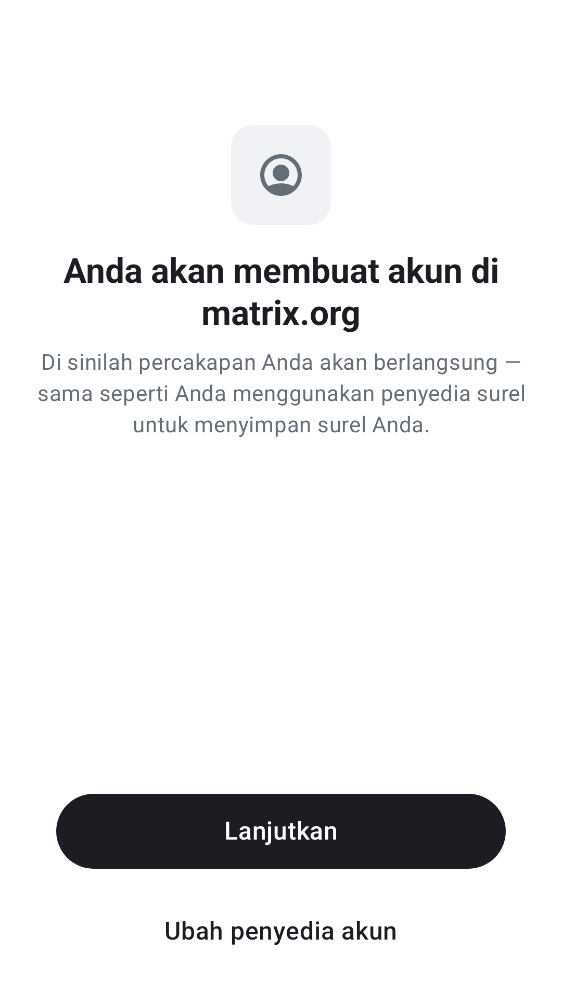 Anda akan membuat akun di
matrix.org
Di sinilah percakapan Anda akan berlangsung —
sama seperti Anda menggunakan penyedia surel
untuk menyimpan surel Anda.
Lanjutkan
Ubah penyedia akun